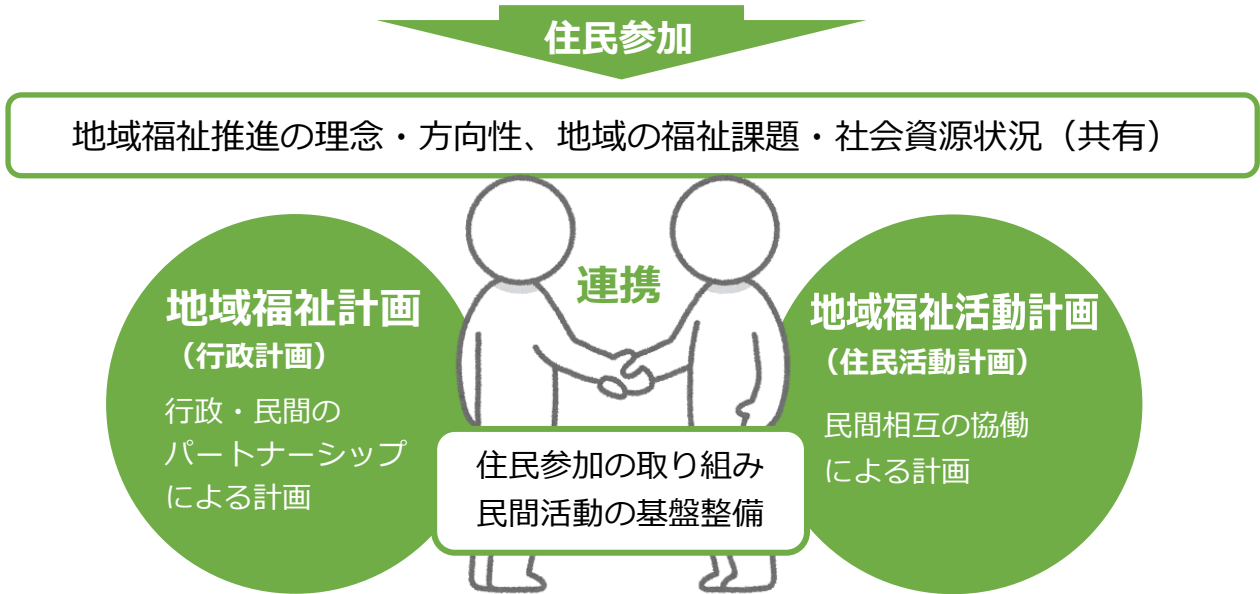 住民参加
地域福祉推進の理念・方向性、地域の福祉課題・社会資源状況（共有）
連携
地域福祉計画
（行政計画）
行政・民間の
パートナーシップ
による計画
地域福祉活動計画
（住民活動計画）
民間相互の協働
による計画
住民参加の取り組み
民間活動の基盤整備